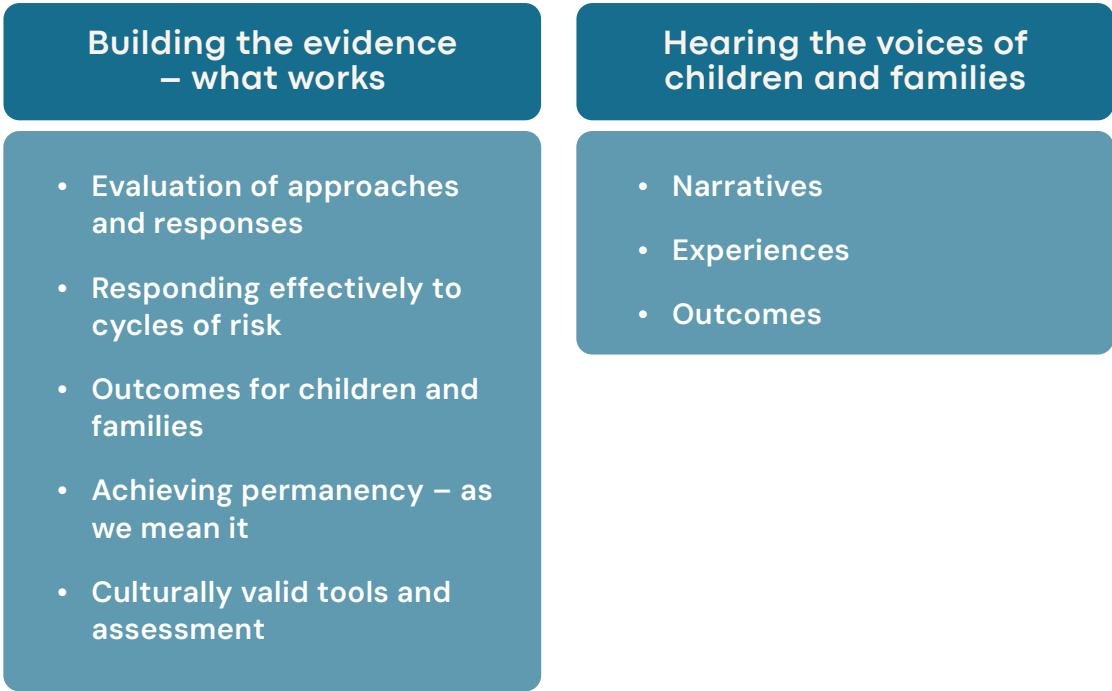 Building the evidence
– what works
• Evaluation of approaches
and responses
• Responding effectively to
cycles of risk
• Outcomes for children and
families
• Achieving permanency – as
we mean it
• Culturally valid tools and
assessment
Hearing the voices of
children and families
• Narratives
• Experiences
• Outcomes